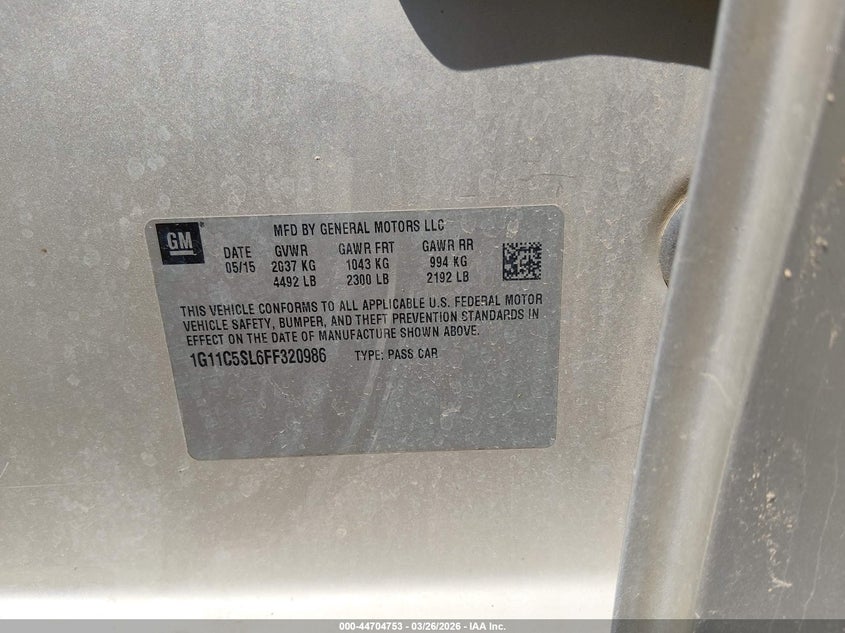 GM
MFD BY GENERAL MOTORS LLC
DATE GVWR GAWR FRT GAWR RR
05/15 2037 KG 1043 KG 994 KG
4492 LB 2300 LB 2192 LB
THIS VEHICLE CONFORMS TO ALL APPLICABLE U.S. FEDERAL MOTOR
VEHICLE SAFETY, BUMPER, AND THEFT PREVENTION STANDARDS IN
EFFECT ON THE DATE OF MANUFACTURE SHOWN ABOVE.
1G11C5SL6FF320986 TYPE: PASS CAR
000-44704753 - 03/26/2026 - IAA Inc.